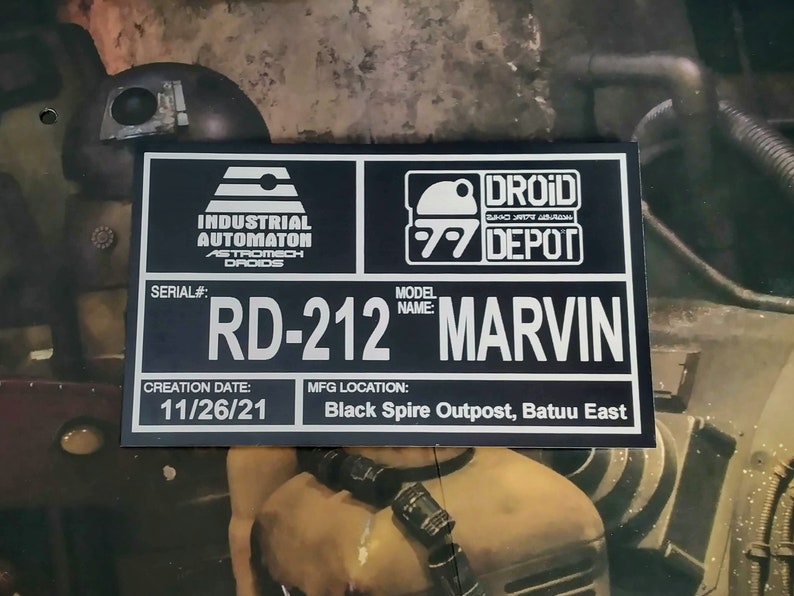 INDUSTRIAL
AUTOMATON
ASTROMECH
DROIDS
DROiD
DEPOT
SERIAL#:
RD-212
MODEL
NAME:
MARVIN
CREATION DATE:
11/26/21
MFG LOCATION:
Black Spire Outpost, Batuu East